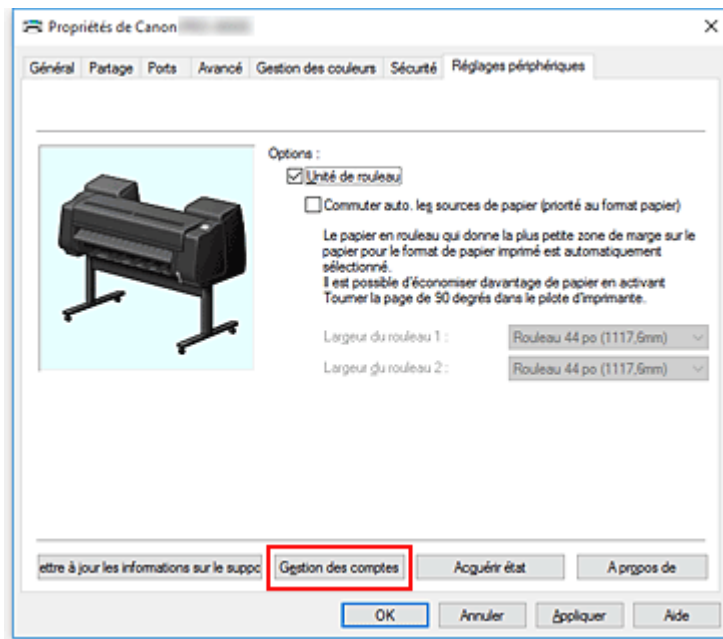 Propriétés de Canon
Général Partage Ports Avancé Gestion des couleurs Sécurité Réglages périphériques
Options :
Unité de rouleau
Commuter auto. les sources de papier (priorité au format papier)
Le papier en rouleau qui donne la plus petite zone de marge sur le
papier pour le format de papier imprimé est automatiquement
sélectionné.
Il est possible d'économiser davantage de papier en activant
Tourner la page de 90 degrés dans le pilote d'imprimante.
Largeur du rouleau 1 : Rouleau 44 po (1117,6mm)
Largeur du rouleau 2 : Rouleau 44 po (1117,6mm)
ettre à jour les informations sur le suppo Gestion des comptes Acquérir état A propos de
OK Annuler Appliquer Aide